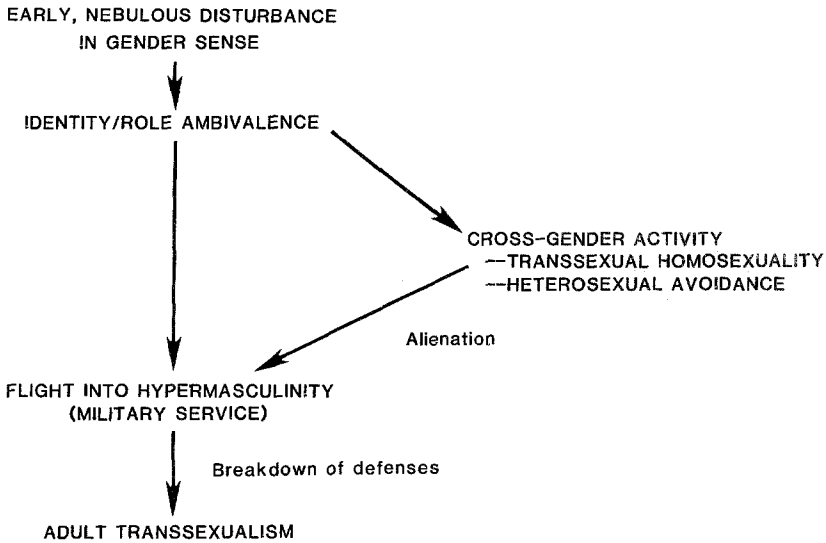 EARLY, NEBULOUS DISTURBANCE
IN GENDER SENSE
IDENTITY/ROLE AMBIVALENCE
CROSS-GENDER ACTIVITY
--TRANSSEXUAL HOMOSEXUALITY
--HETEROSEXUAL AVOIDANCE
Alienation
FLIGHT INTO HYPERMASCULINITY
(MILITARY SERVICE)
Breakdown of defenses
ADULT TRANSSEXUALISM